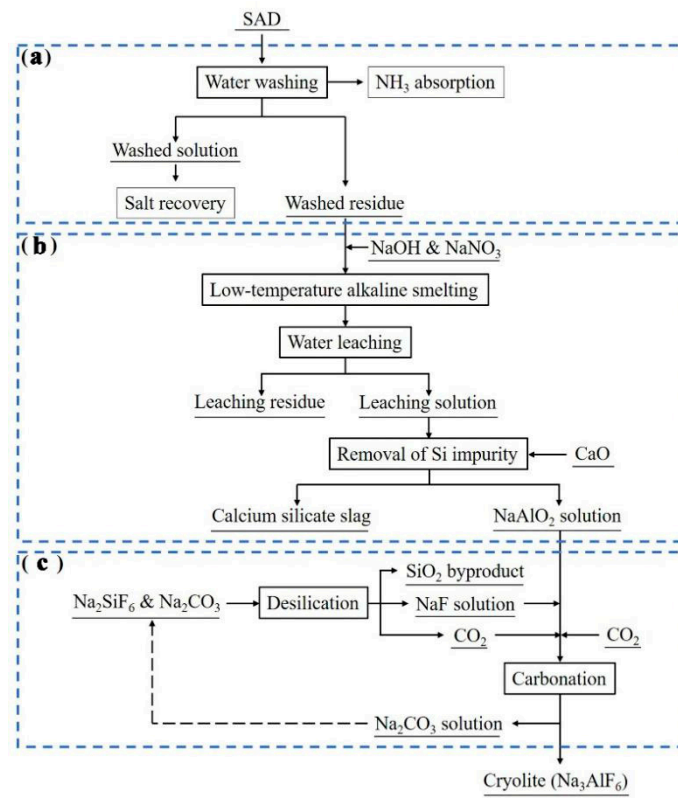 SAD
(a)
Water washing
NH₃ absorption
Washed solution
Salt recovery
Washed residue
(b)
NaOH & NaNO₃
Low-temperature alkaline smelting
Water leaching
Leaching residue
Leaching solution
Removal of Si impurity
CaO
Calcium silicate slag
NaAlO₂ solution
(c)
SiO₂ byproduct
Na₂SiF₆ & Na₂CO₃
Desilication
NaF solution
CO₂
CO₂
Carbonation
Na₂CO₃ solution
Cryolite (Na₃AlF₆)